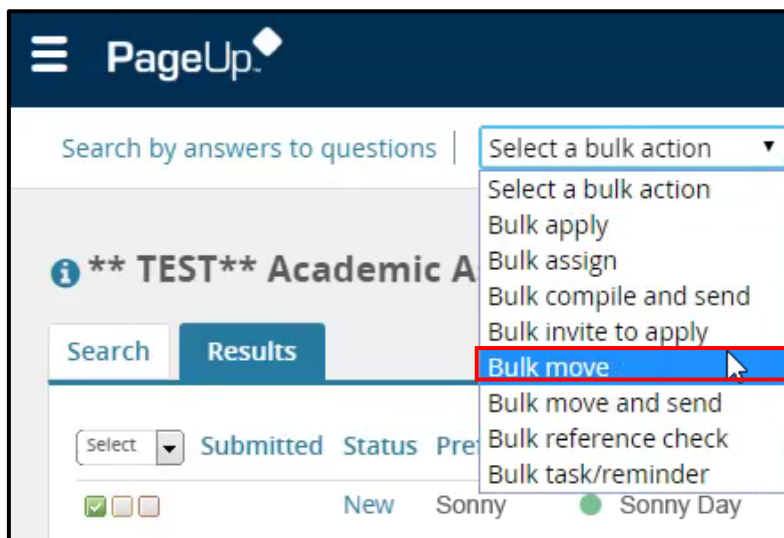 PageUp™
Search by answers to questions | Select a bulk action
Select a bulk action
Bulk apply
Bulk assign
Bulk compile and send
Bulk invite to apply
Bulk move
Bulk move and send
Bulk reference check
Bulk task/reminder
** TEST** Academic A
Search Results
Select Submitted Status Pref
New Sonny Sonny Day